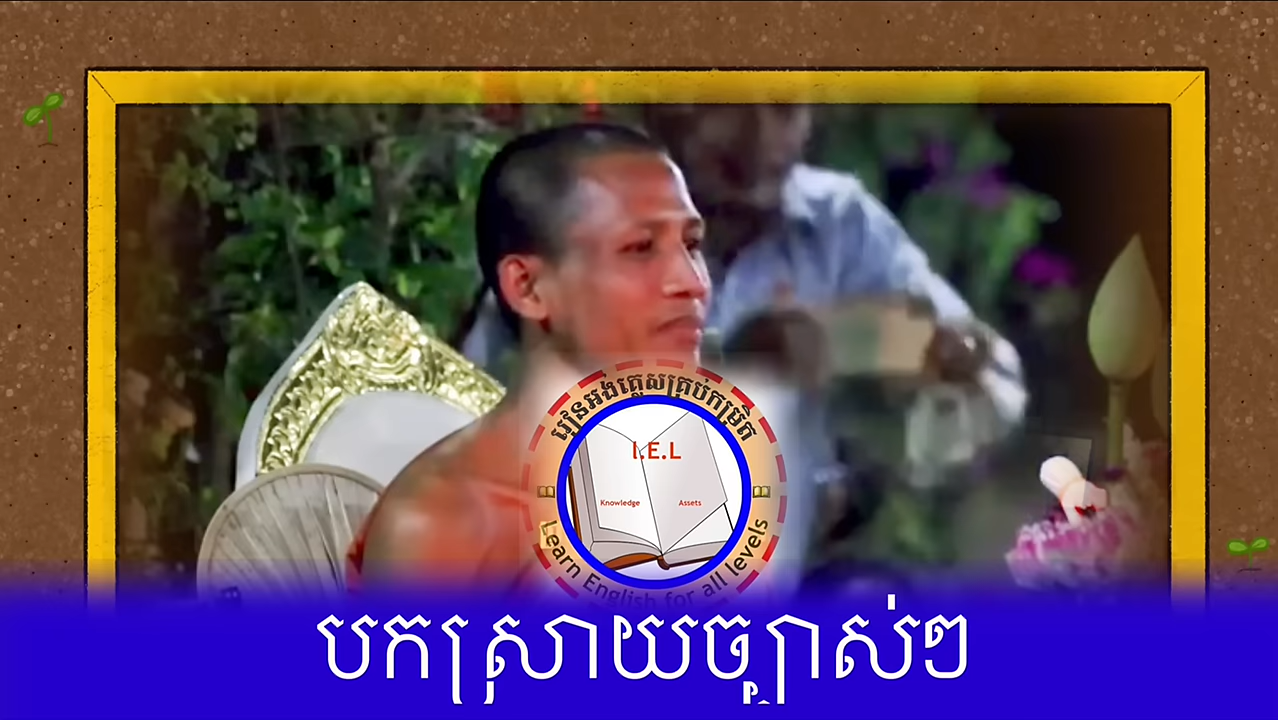 រៀនអង់គ្លេសគ្រប់កម្រិត
I.E.L
Knowledge Assets
Learn English for all levels
បកស្រាយច្បាស់ៗ